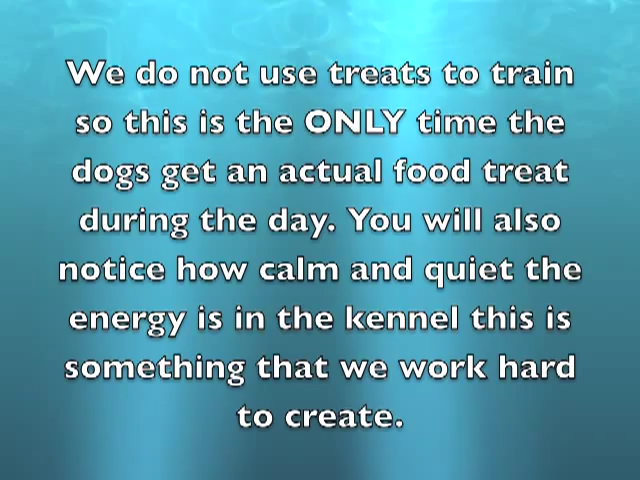 We do not use treats to train
so this is the ONLY time the
dogs get an actual food treat
during the day. You will also
notice how calm and quiet the
energy is in the kennel this is
something that we work hard
to create.